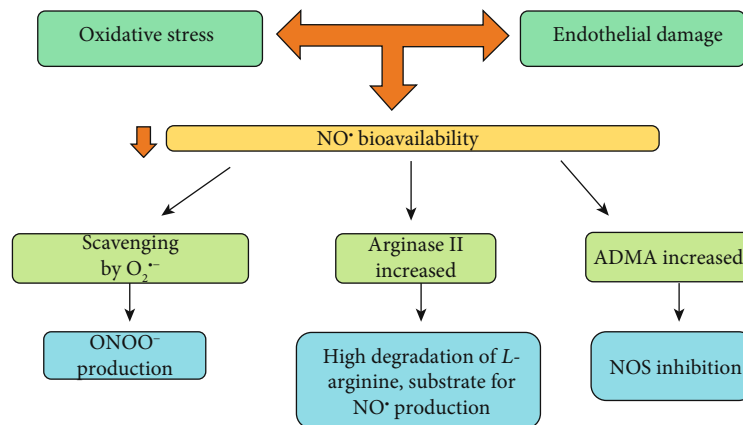 Oxidative stress
Endothelial damage
NO• bioavailability
Scavenging
by O₂•−
Arginase II
increased
ADMA increased
ONOO−
production
High degradation of L-
arginine, substrate for
NO• production
NOS inhibition